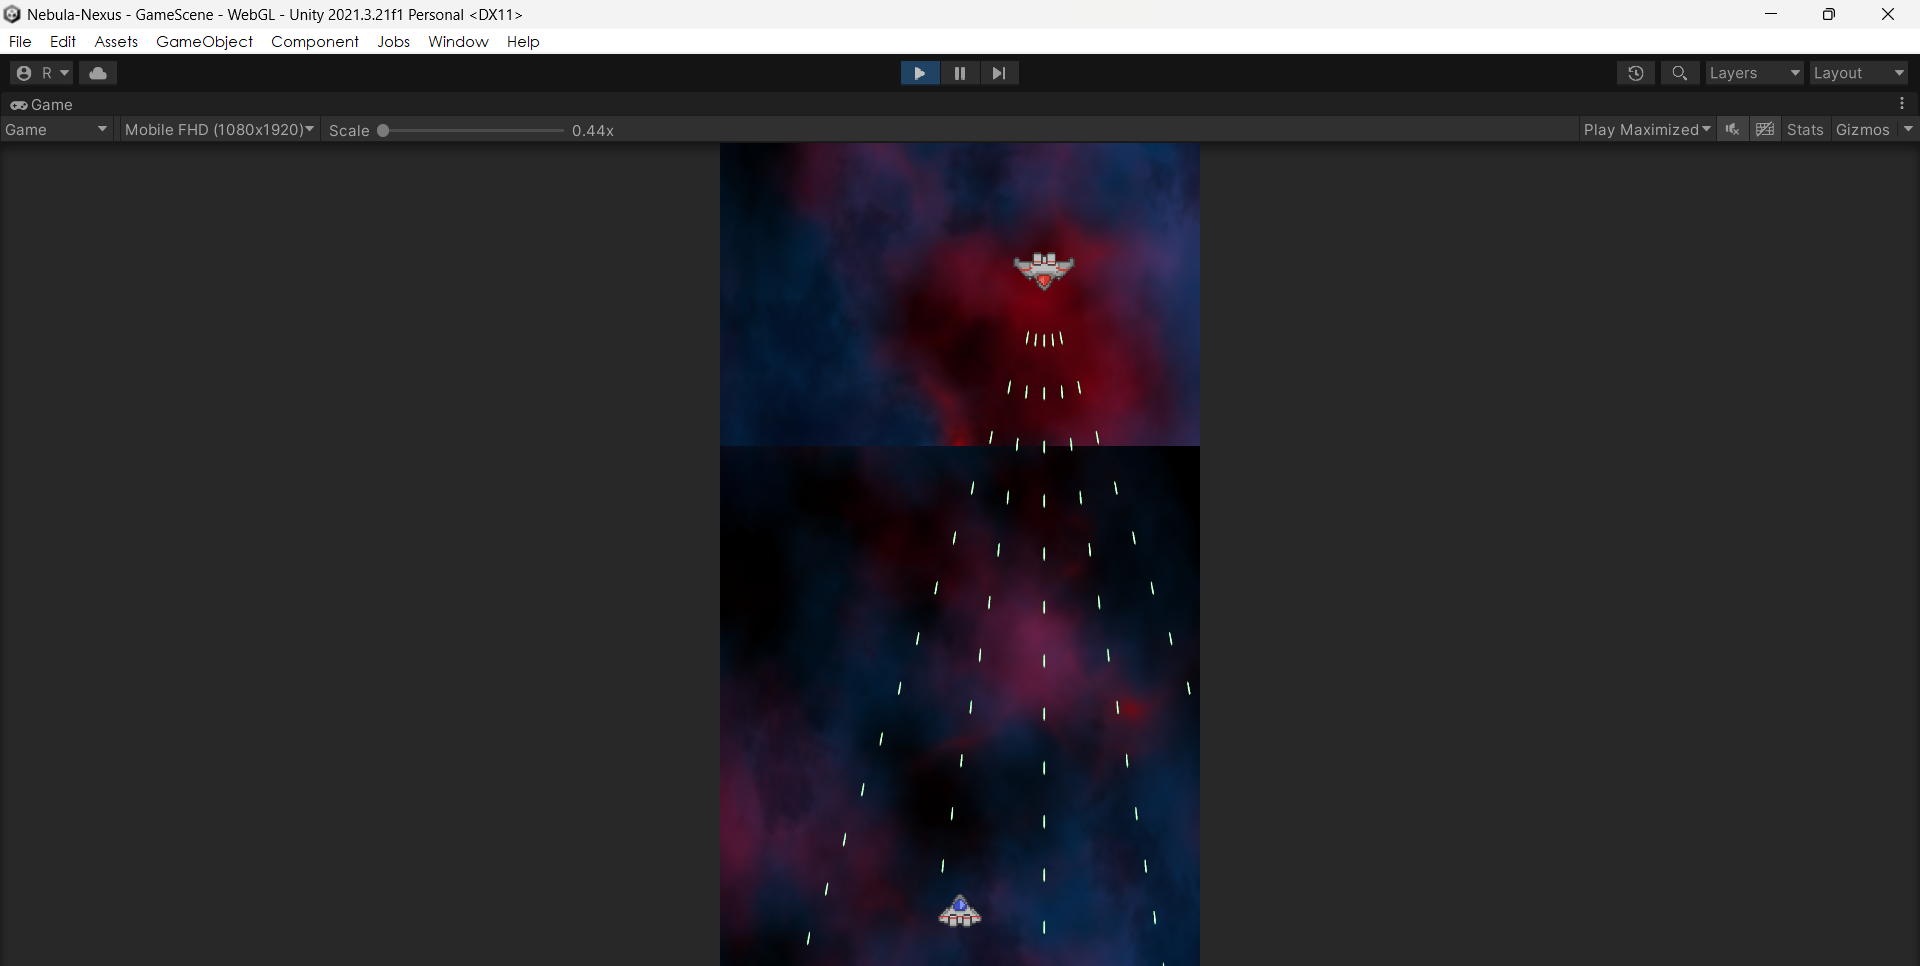 Nebula-Nexus - GameScene - WebGL - Unity 2021.3.21f1 Personal <DX11>
File Edit Assets GameObject Component Jobs Window Help
R Layers Layout
Game
Game Mobile FHD (1080x1920) Scale 0.44x Play Maximized Stats Gizmos